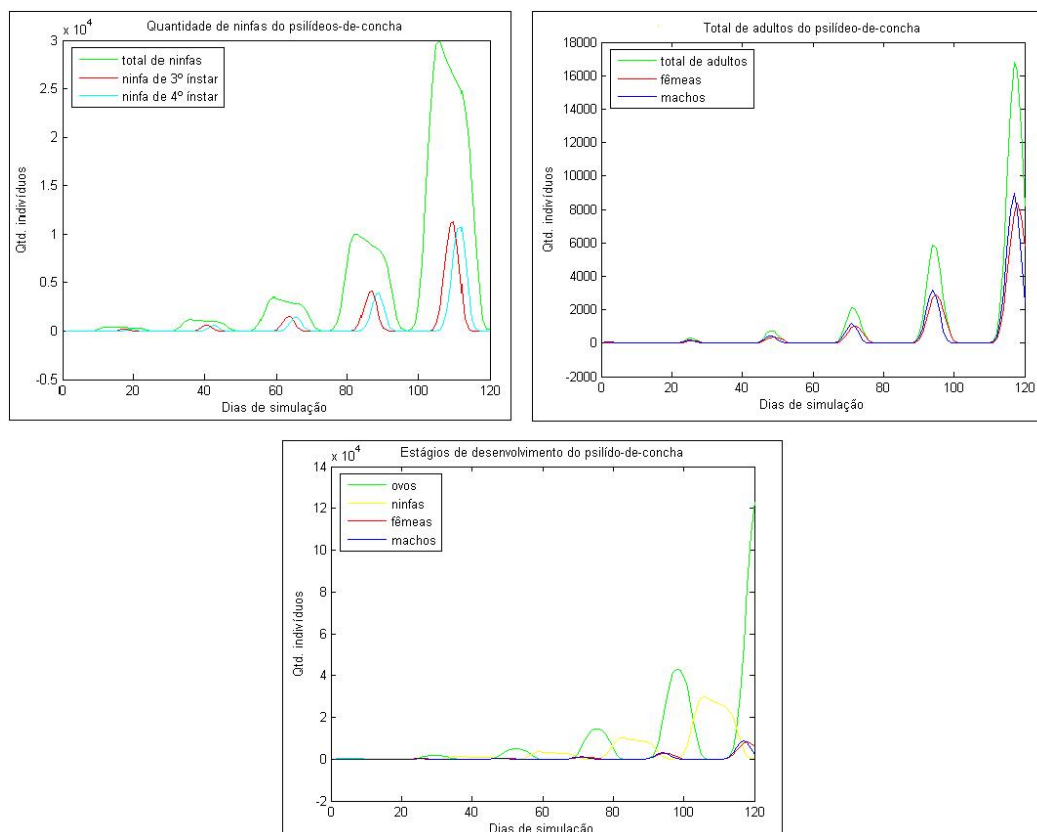 Quantidade de ninfas do psilídeos-de-concha
x 10⁴
3
2.5
2
1.5
1
0.5
0
-0.5
total de ninfas
ninfa de 3º ínstar
ninfa de 4º ínstar
Qtd. indivíduos
0 20 40 60 80 100 120
Dias de simulação
Total de adultos do psilídeo-de-concha
18000
16000
14000
12000
10000
8000
6000
4000
2000
0
-2000
total de adultos
fêmeas
machos
Qtd. indivíduos
0 20 40 60 80 100 120
Dias de simulação
Estágios de desenvolvimento do psilído-de-concha
x 10⁴
14
12
10
8
6
4
2
0
-2
ovos
ninfas
fêmeas
machos
Qtd. indivíduos
0 20 40 60 80 100 120
Dias de simulação